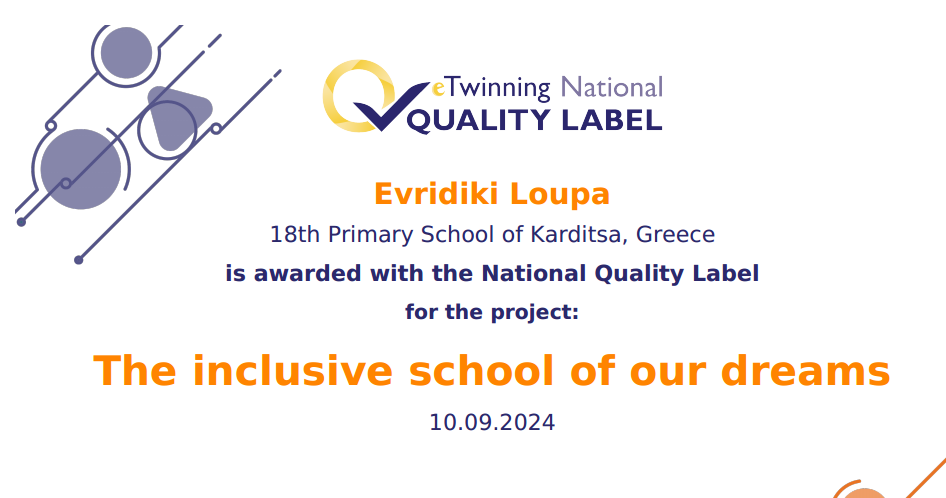 eTwinning National
QUALITY LABEL
Evridiki Loupa
18th Primary School of Karditsa, Greece
is awarded with the National Quality Label
for the project:
The inclusive school of our dreams
10.09.2024